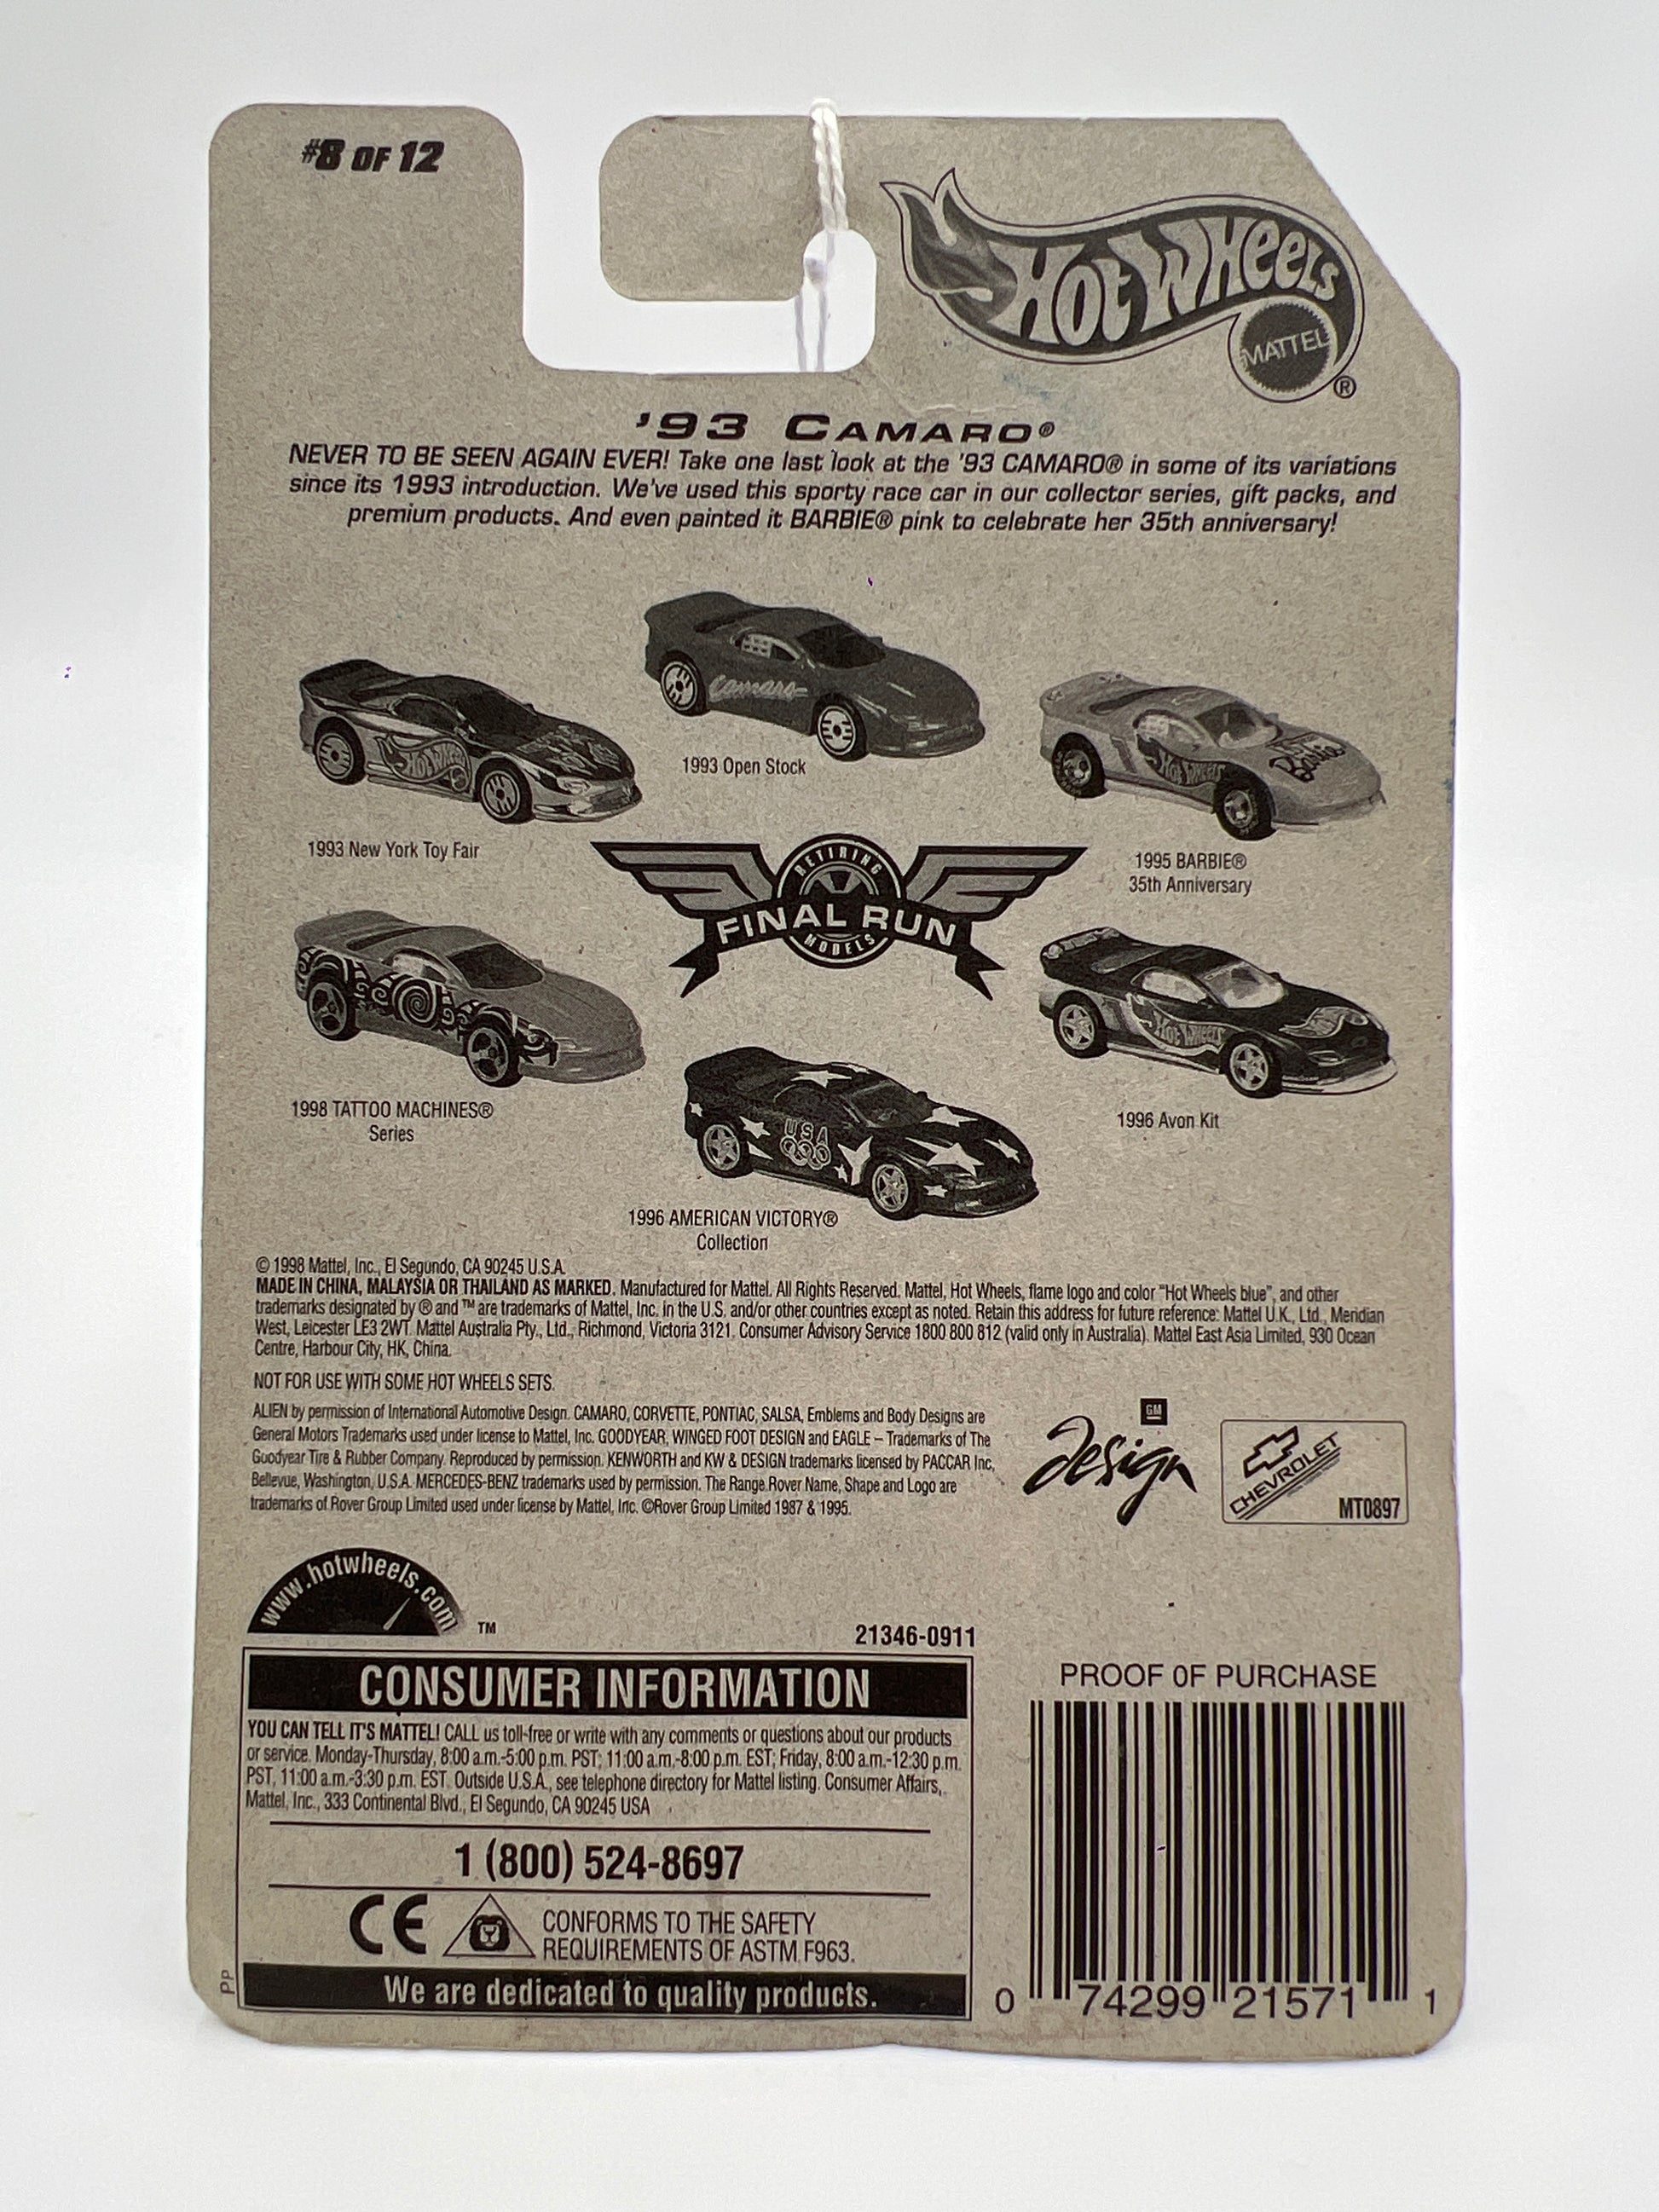 #8 OF 12
HOT WHEELS
MATTEL
®
'93 CAMARO®
NEVER TO BE SEEN AGAIN EVER! Take one last look at the '93 CAMARO® in some of its variations
since its 1993 introduction. We've used this sporty race car in our collector series, gift packs, and
premium products. And even painted it BARBIE® pink to celebrate her 35th anniversary!
Camaro
1993 Open Stock
HOT WHEELS
1993 New York Toy Fair
HOT WHEELS
Barbie
1995 BARBIE®
35th Anniversary
RETIRING
FINAL RUN
MODELS
1998 TATTOO MACHINES®
Series
HOT WHEELS
1996 Avon Kit
USA
1996 AMERICAN VICTORY®
Collection
© 1998 Mattel, Inc., El Segundo, CA 90245 U.S.A.
MADE IN CHINA, MALAYSIA OR THAILAND AS MARKED. Manufactured for Mattel. All Rights Reserved. Mattel, Hot Wheels, flame logo and color "Hot Wheels blue", and other
trademarks designated by ® and ™ are trademarks of Mattel, Inc. in the U.S. and/or other countries except as noted. Retain this address for future reference: Mattel U.K., Ltd., Meridian
West, Leicester LE3 2WT. Mattel Australia Pty., Ltd., Richmond, Victoria 3121. Consumer Advisory Service 1800 800 812 (valid only in Australia). Mattel East Asia Limited, 930 Ocean
Centre, Harbour City, HK, China.
NOT FOR USE WITH SOME HOT WHEELS SETS.
ALIEN by permission of International Automotive Design. CAMARO, CORVETTE, PONTIAC, SALSA, Emblems and Body Designs are
General Motors Trademarks used under license to Mattel, Inc. GOODYEAR, WINGED FOOT DESIGN and EAGLE – Trademarks of The
Goodyear Tire & Rubber Company. Reproduced by permission. KENWORTH and KW & DESIGN trademarks licensed by PACCAR Inc,
Bellevue, Washington, U.S.A. MERCEDES-BENZ trademarks used by permission. The Range Rover Name, Shape and Logo are
trademarks of Rover Group Limited used under license by Mattel, Inc. ©Rover Group Limited 1987 & 1995.
GM
Design
CHEVROLET
MT0897
www.hotwheels.com
™
21346-0911
CONSUMER INFORMATION
YOU CAN TELL IT'S MATTEL! CALL us toll-free or write with any comments or questions about our products
or service. Monday-Thursday, 8:00 a.m.-5:00 p.m. PST; 11:00 a.m.-8:00 p.m. EST; Friday, 8:00 a.m.-12:30 p.m.
PST, 11:00 a.m.-3:30 p.m. EST. Outside U.S.A., see telephone directory for Mattel listing. Consumer Affairs,
Mattel, Inc., 333 Continental Blvd., El Segundo, CA 90245 USA
1 (800) 524-8697
CE
CONFORMS TO THE SAFETY
REQUIREMENTS OF ASTM F963.
We are dedicated to quality products.
PP
PROOF OF PURCHASE
0 74299 21571 1